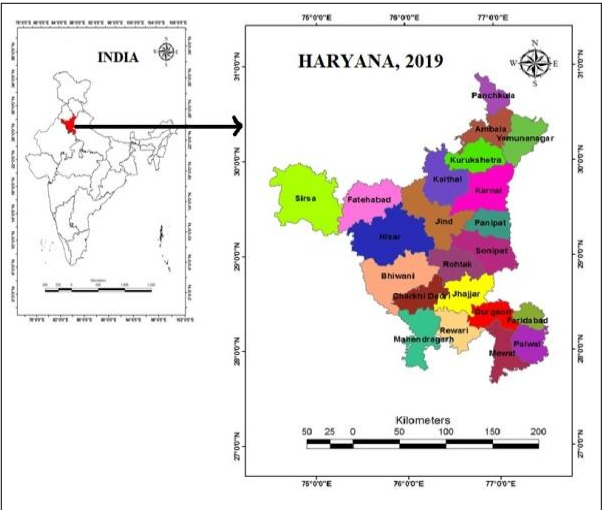 INDIA
N
HARYANA, 2019
N
W E
S
75°0'0"E 76°0'0"E 77°0'0"E
31°0'0"N
30°0'0"N
29°0'0"N
28°0'0"N
27°0'0"N
Panchkula
Ambala
Yamunanagar
Kurukshetra
Kaithal
Karnal
Sirsa
Fatehabad
Jind
Panipat
Hisar
Sonipat
Rohtak
Bhiwani
Charkhi Dadri
Jhajjar
Gurgaon
Faridabad
Rewari
Mahendragarh
Palwal
Mewat
Kilometers
50 25 0 50 100 150 200
31°0'0"N
30°0'0"N
29°0'0"N
28°0'0"N
27°0'0"N
75°0'0"E 76°0'0"E 77°0'0"E